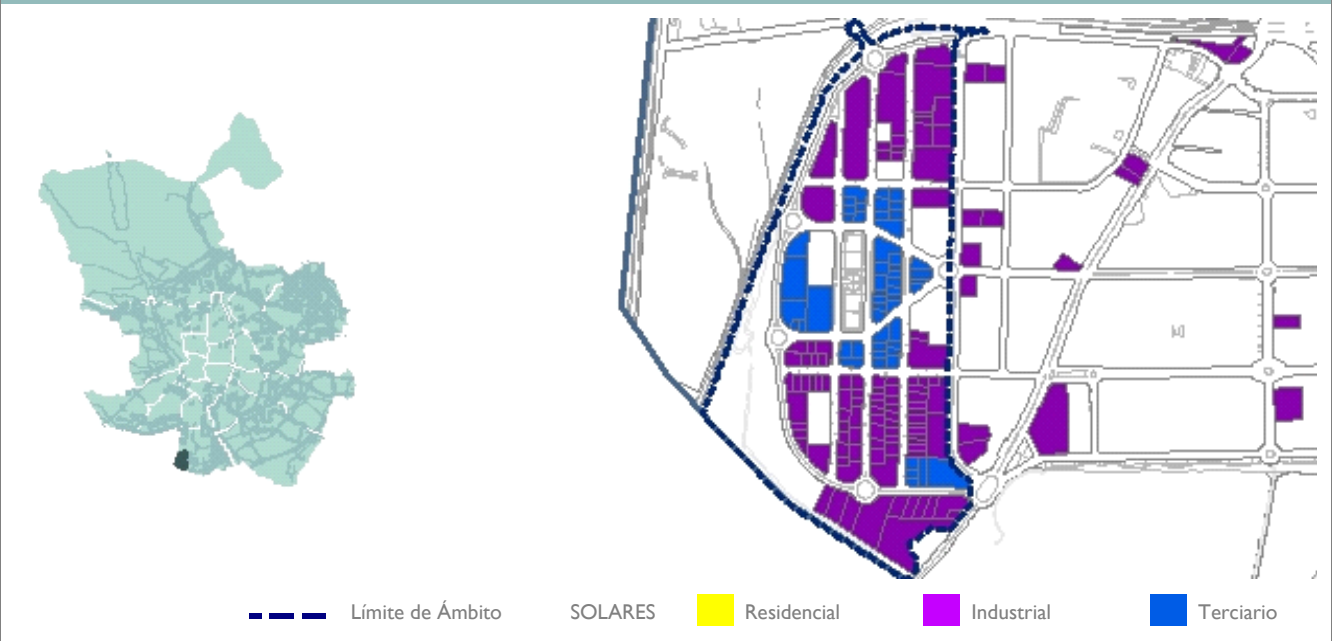 Límite de Ámbito
SOLARES
Residencial
Industrial
Terciario